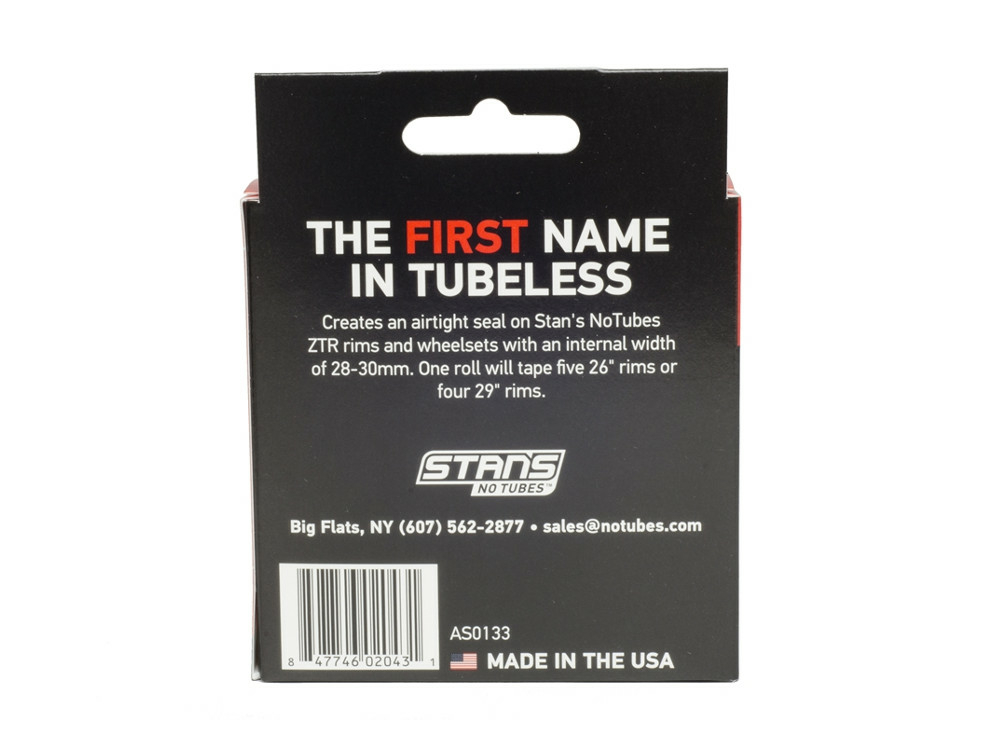 THE FIRST NAME
IN TUBELESS
Creates an airtight seal on Stan's NoTubes
ZTR rims and wheelsets with an internal width
of 28-30mm. One roll will tape five 26" rims or
four 29" rims.
STANS
NO TUBES™
Big Flats, NY (607) 562-2877 • sales@notubes.com
AS0133
8 47746 02043 1
MADE IN THE USA